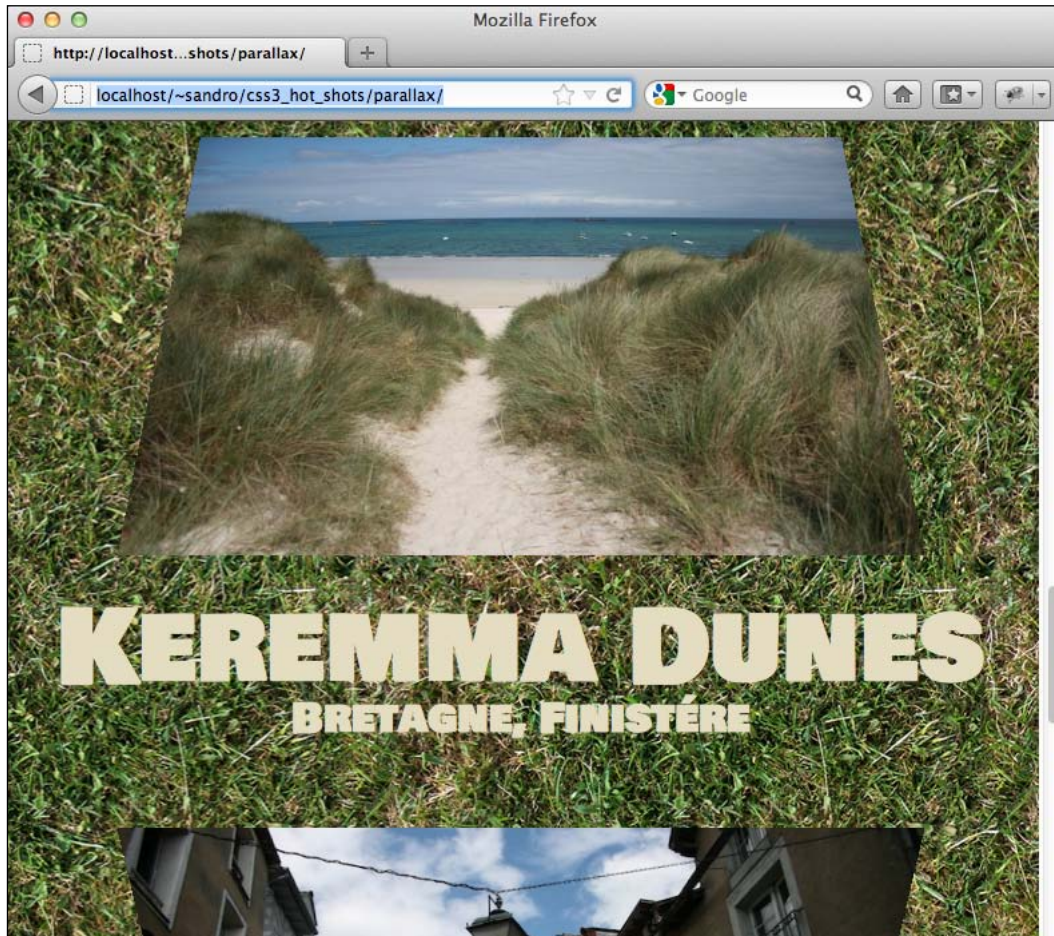 Mozilla Firefox
http://localhost...shots/parallax/
localhost/~sandro/css3_hot_shots/parallax/
Google
KEREMMA DUNES
BRETAGNE, FINISTÉRE